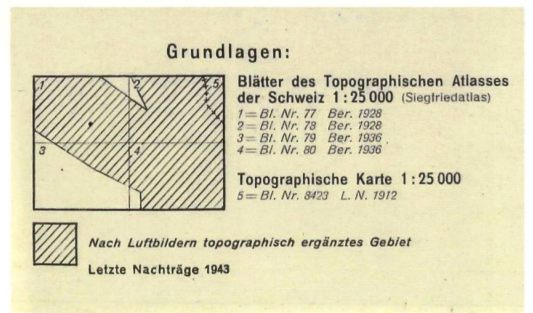 Grundlagen:
1 2 5
3 4
Blätter des Topographischen Atlasses
der Schweiz 1:25 000 (Siegfriedatlas)
1 = Bl. Nr. 77 Ber. 1928
2 = Bl. Nr. 78 Ber. 1928
3 = Bl. Nr. 79 Ber. 1936
4 = Bl. Nr. 80 Ber. 1936
Topographische Karte 1:25 000
5 = Bl. Nr. 8423 L. N. 1912
Nach Luftbildern topographisch ergänztes Gebiet
Letzte Nachträge 1943